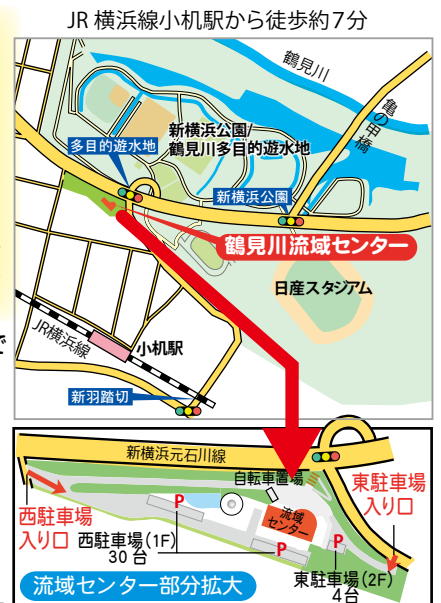 JR 横浜線小机駅から徒歩約7分
鶴見川
亀の甲橋
新横浜公園/
鶴見川多目的遊水地
多目的遊水地
新横浜公園
鶴見川流域センター
日産スタジアム
で
JR横浜線
小机駅
新羽踏切
新横浜元石川線
自転車置場
東駐車場
入り口
西駐車場
入り口
P
西駐車場(1F)
30台
流域
センター
P
P
東駐車場(2F)
4台
流域センター部分拡大